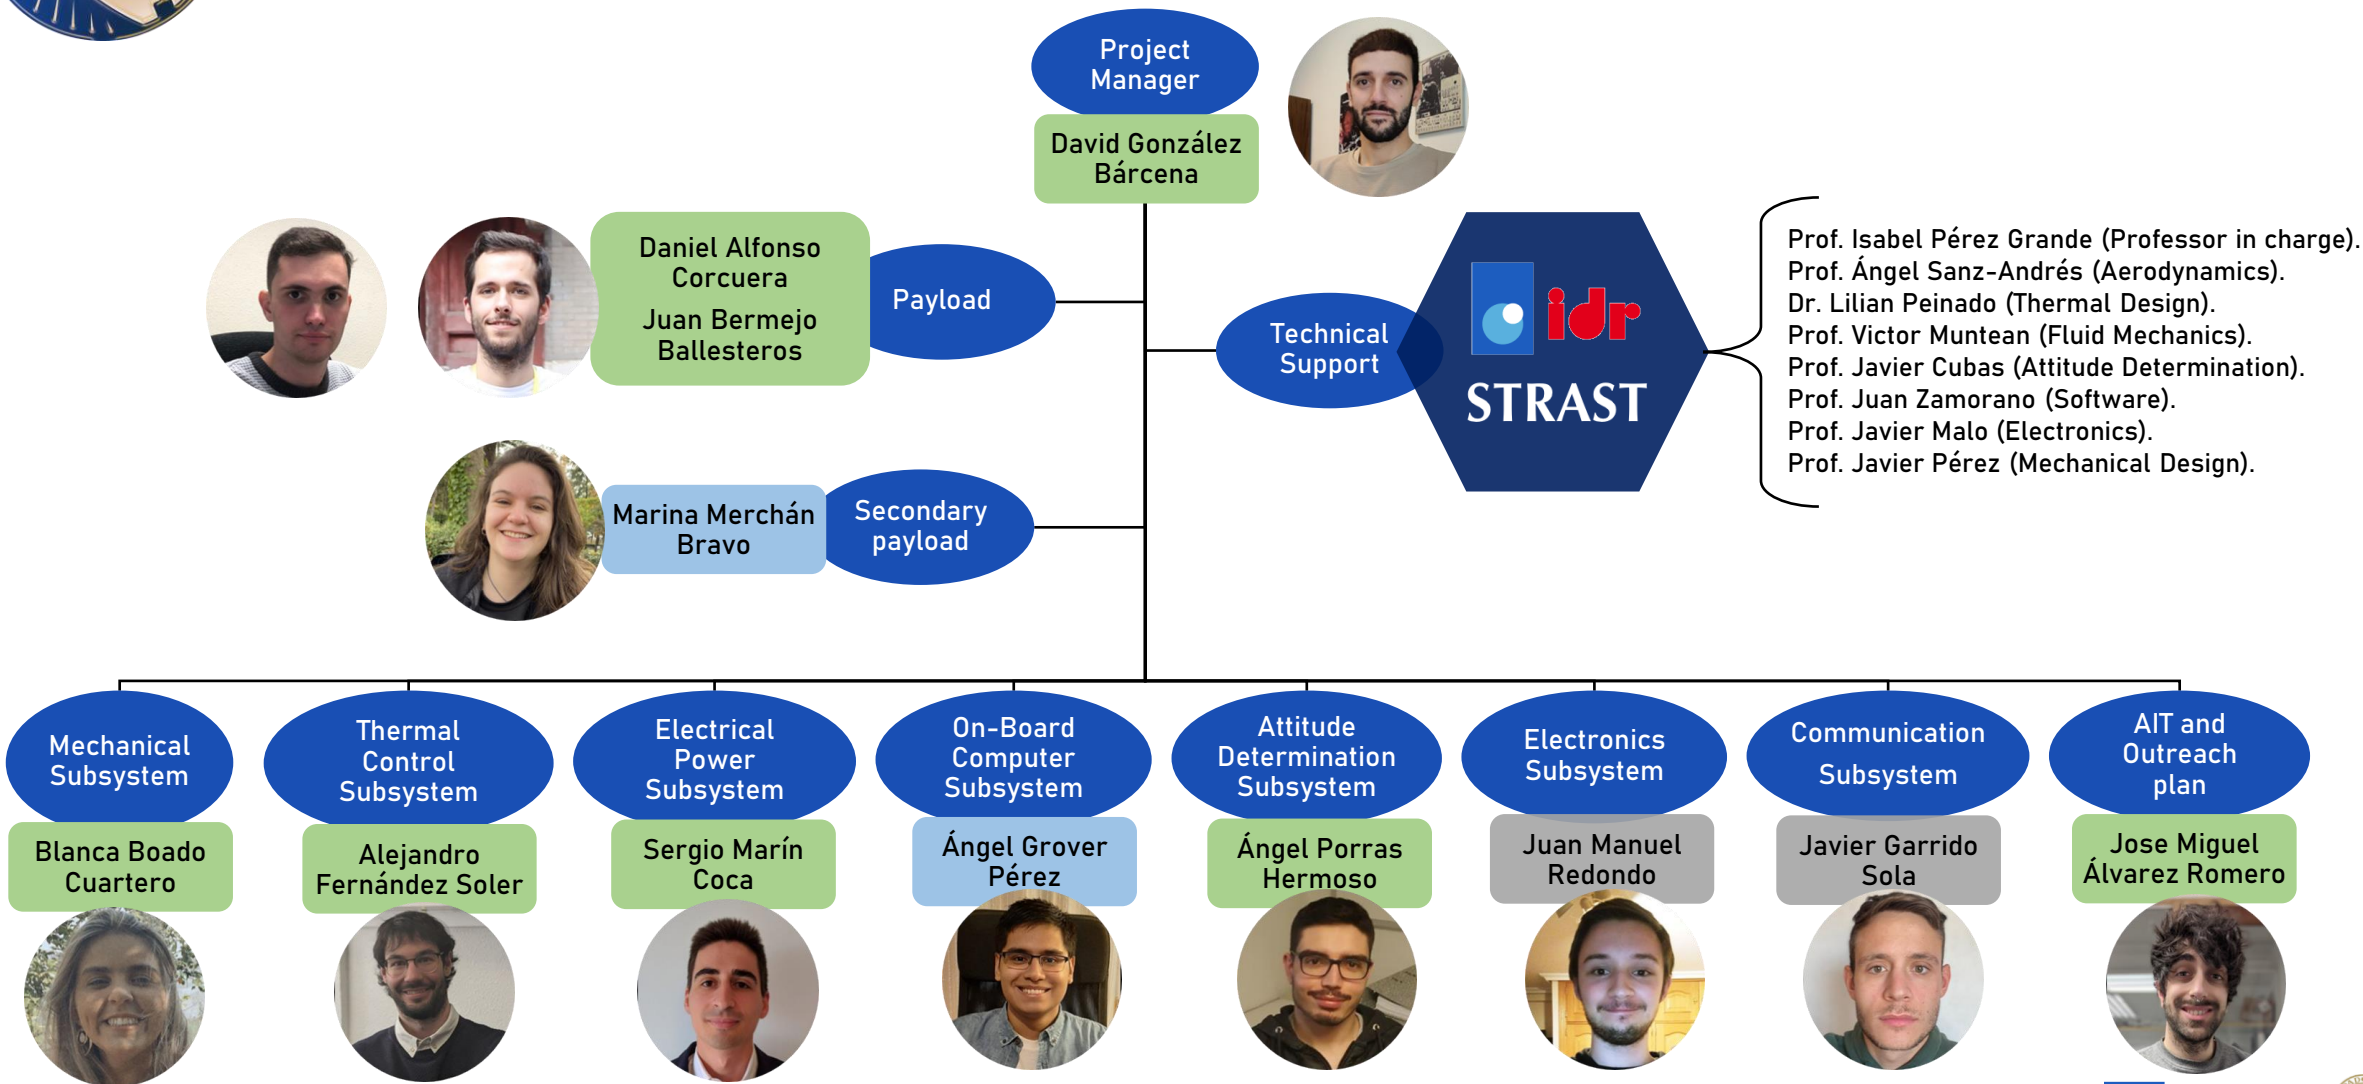 Project
Manager
David González
Bárcena
Daniel Alfonso
Corcuera
Juan Bermejo
Ballesteros
Payload
Technical
Support
idr
STRAST
Prof. Isabel Pérez Grande (Professor in charge).
Prof. Ángel Sanz-Andrés (Aerodynamics).
Dr. Lilian Peinado (Thermal Design).
Prof. Victor Muntean (Fluid Mechanics).
Prof. Javier Cubas (Attitude Determination).
Prof. Juan Zamorano (Software).
Prof. Javier Malo (Electronics).
Prof. Javier Pérez (Mechanical Design).
Marina Merchán
Bravo
Secondary
payload
Mechanical
Subsystem
Blanca Boado
Cuartero
Thermal
Control
Subsystem
Alejandro
Fernández Soler
Electrical
Power
Subsystem
Sergio Marín
Coca
On-Board
Computer
Subsystem
Ángel Grover
Pérez
Attitude
Determination
Subsystem
Ángel Porras
Hermoso
Electronics
Subsystem
Juan Manuel
Redondo
Communication
Subsystem
Javier Garrido
Sola
AIT and
Outreach
plan
Jose Miguel
Álvarez Romero